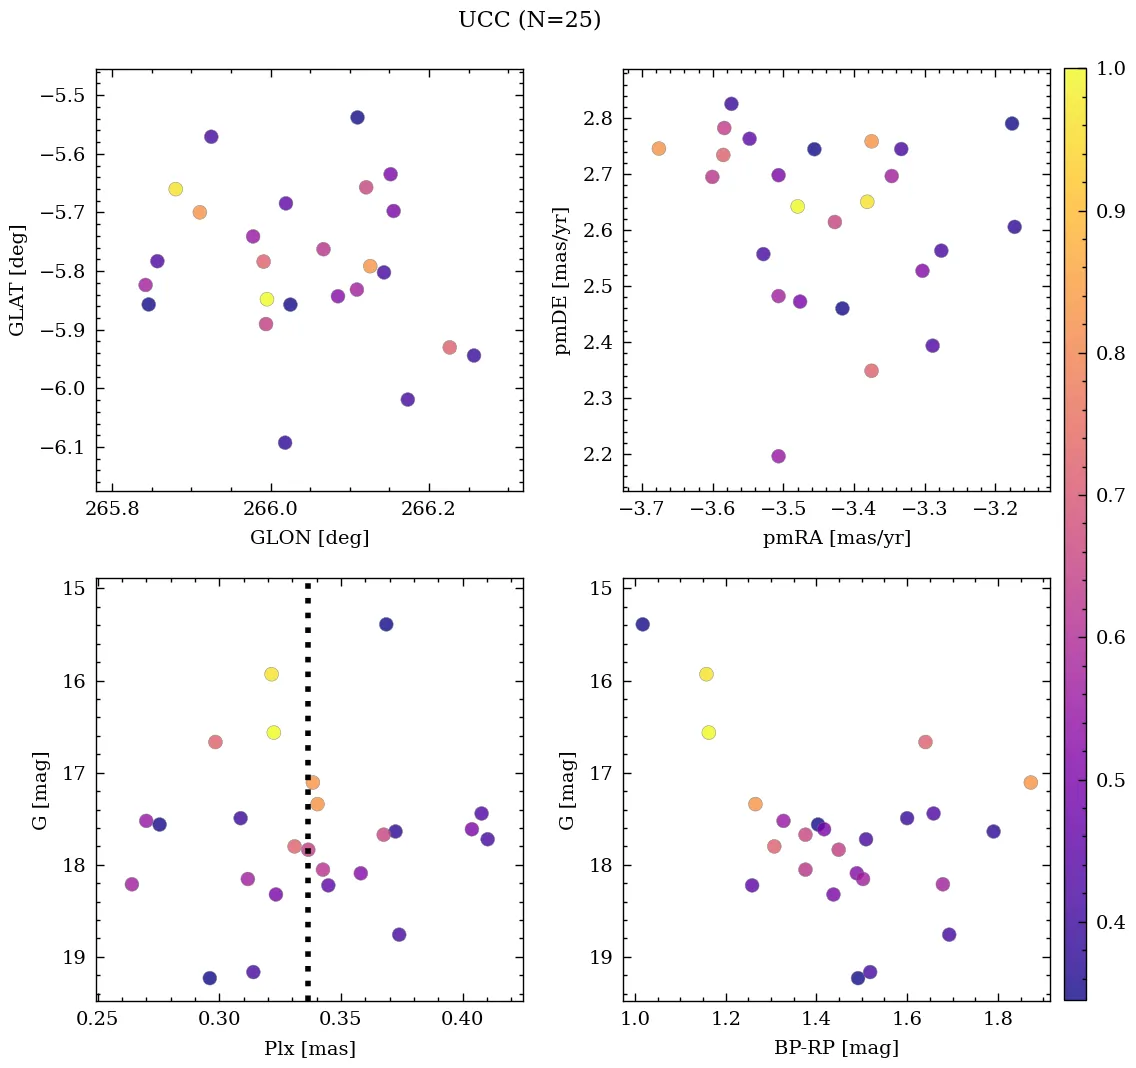 UCC (N=25)
−5.5
−5.6
−5.7
−5.8
−5.9
−6.0
−6.1
GLAT [deg]
265.8 266.0 266.2
GLON [deg]
2.8
2.7
2.6
2.5
2.4
2.3
2.2
pmDE [mas/yr]
−3.7 −3.6 −3.5 −3.4 −3.3 −3.2
pmRA [mas/yr]
15
16
17
18
19
G [mag]
0.25 0.30 0.35 0.40
Plx [mas]
15
16
17
18
19
G [mag]
1.0 1.2 1.4 1.6 1.8
BP-RP [mag]
1.0
0.9
0.8
0.7
0.6
0.5
0.4